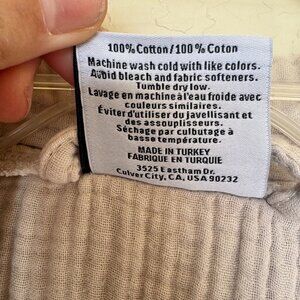 100% Cotton / 100% Coton
Machine wash cold with like colors.
Avoid bleach and fabric softeners.
Tumble dry low.
Lavage en machine à l'eau froide avec
couleurs similaires.
Éviter d'utiliser du javellisant et
des assouplisseurs.
Séchage par culbutage à
basse température.
MADE IN TURKEY
FABRIQUE EN TURQUIE
3525 Eastham Dr.
Culver City, CA, USA 90232